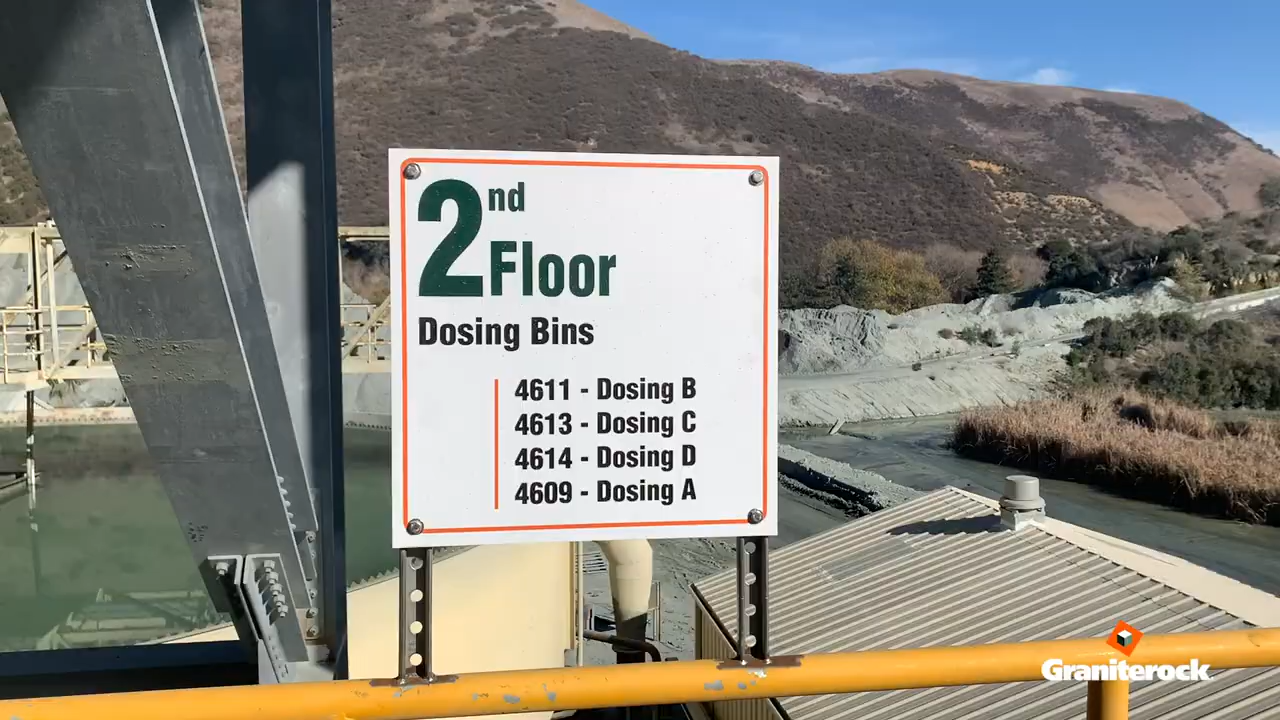 2nd
Floor
Dosing Bins
4611 - Dosing B
4613 - Dosing C
4614 - Dosing D
4609 - Dosing A
Graniterock